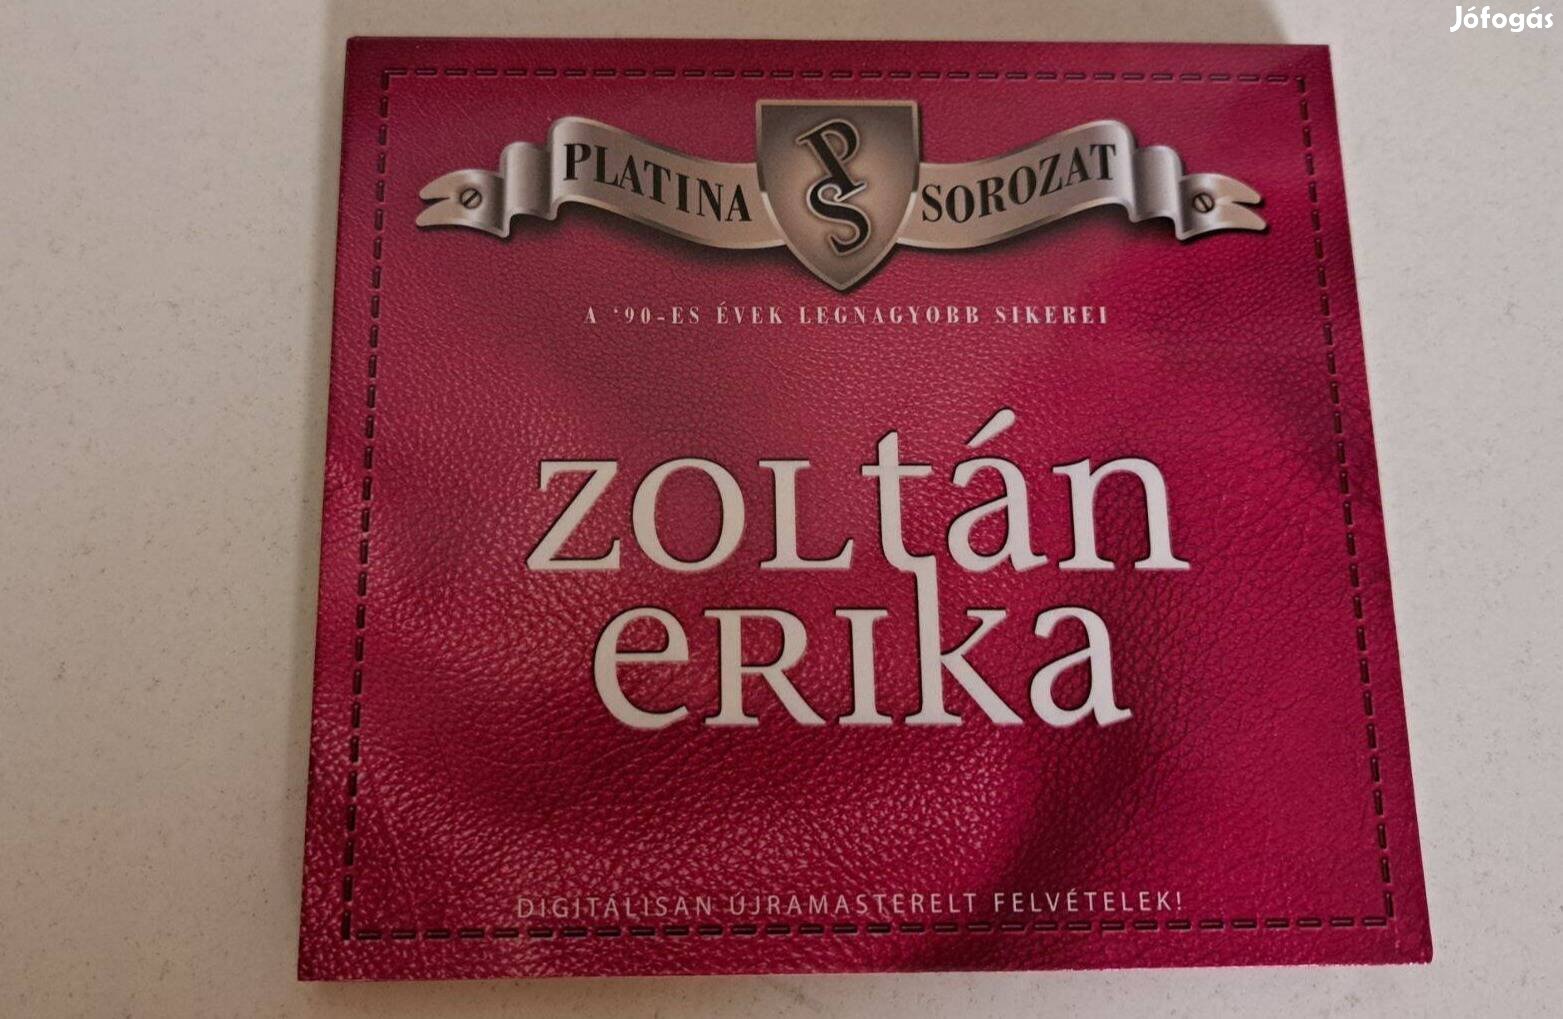 Jófogás
PLATINA PS SOROZAT
A '90-ES ÉVEK LEGNAGYOBB SIKEREI
ZOLtán
eRIka
DIGITÁLISAN ÚJRAMASTERELT FELVÉTELEK!